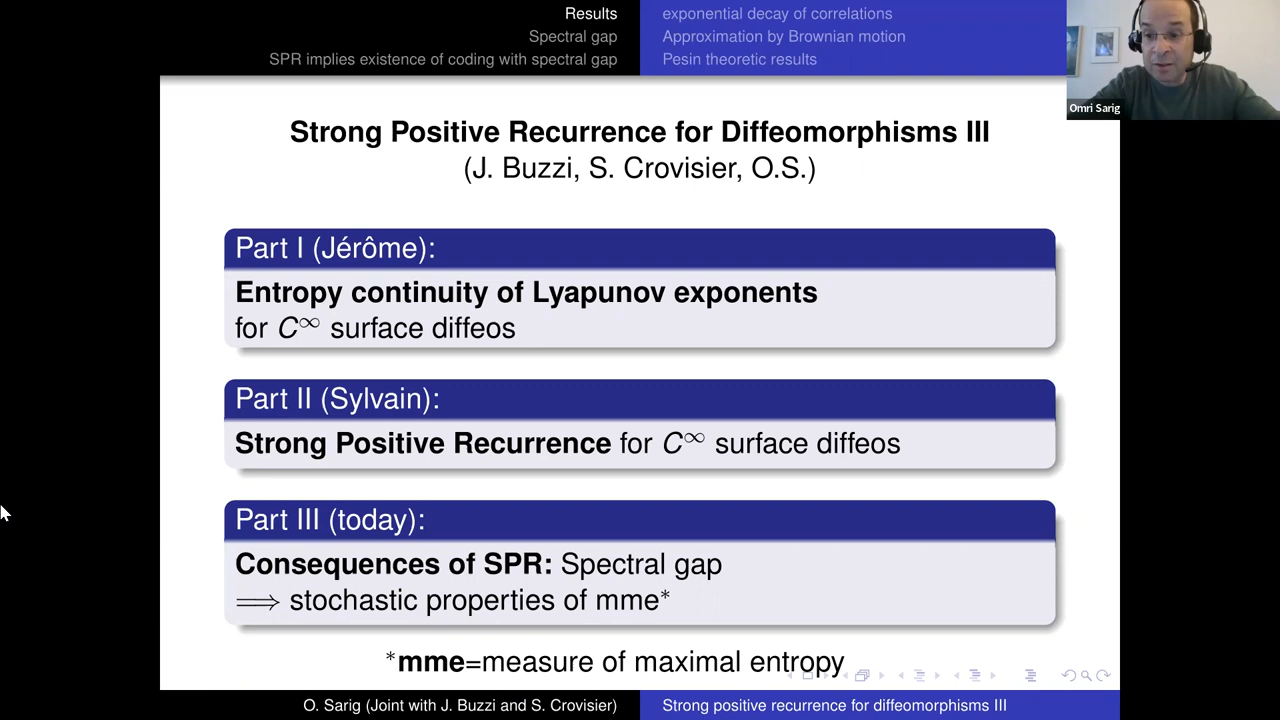 Results
Spectral gap
SPR implies existence of coding with spectral gap
exponential decay of correlations
Approximation by Brownian motion
Pesin theoretic results
Omri Sarig
Strong Positive Recurrence for Diffeomorphisms III
(J. Buzzi, S. Crovisier, O.S.)
Part I (Jérôme):
Entropy continuity of Lyapunov exponents
for C∞ surface diffeos
Part II (Sylvain):
Strong Positive Recurrence for C∞ surface diffeos
Part III (today):
Consequences of SPR: Spectral gap
⟹ stochastic properties of mme*
*mme=measure of maximal entropy
O. Sarig (Joint with J. Buzzi and S. Crovisier)
Strong positive recurrence for diffeomorphisms III